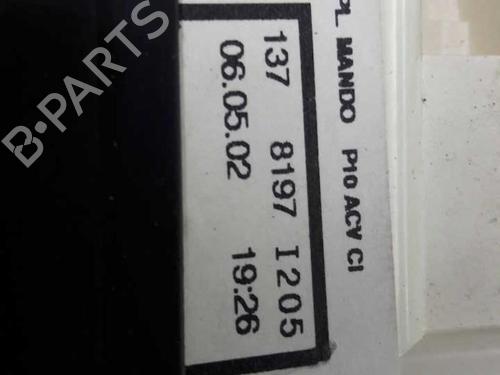 PL MANDO P10 ACV CI
137 8197 I205
06.05.02 19:26
B-PARTS